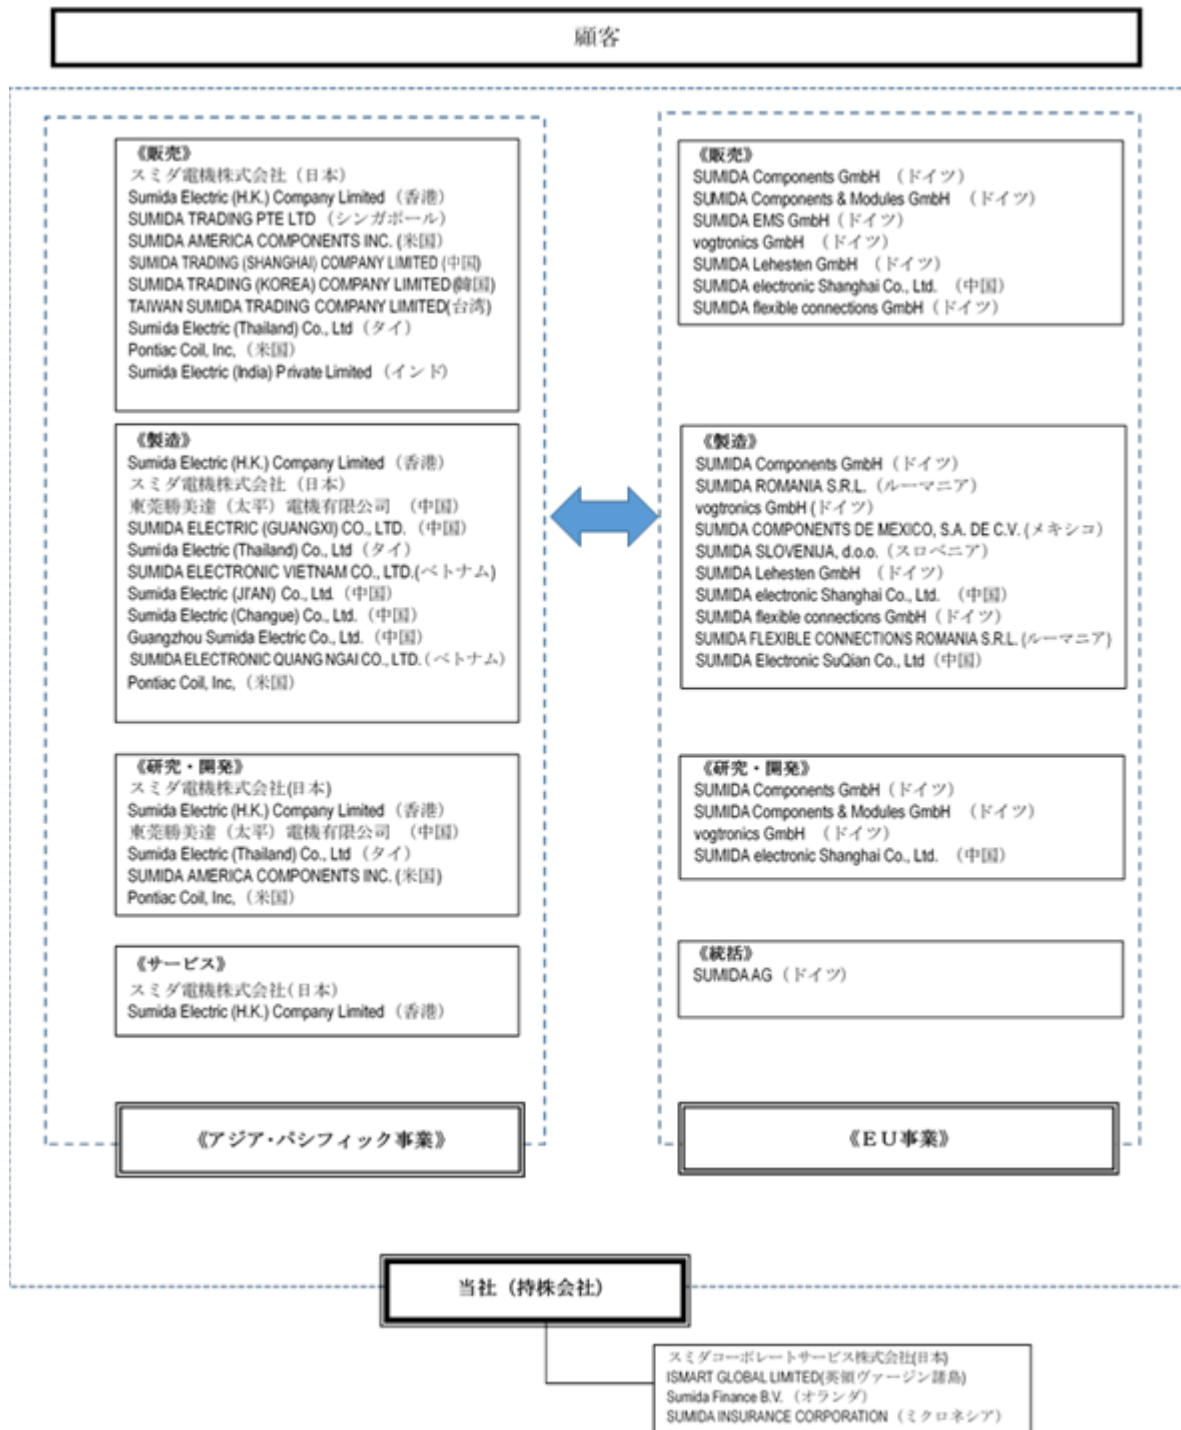 顧客
《販売》
スミダ電機株式会社（日本）
Sumida Electric (H.K.) Company Limited（香港）
SUMIDA TRADING PTE LTD（シンガポール）
SUMIDA AMERICA COMPONENTS INC. (米国)
SUMIDA TRADING (SHANGHAI) COMPANY LIMITED (中国)
SUMIDA TRADING (KOREA) COMPANY LIMITED(韓国)
TAIWAN SUMIDA TRADING COMPANY LIMITED(台湾)
Sumida Electric (Thailand) Co., Ltd（タイ）
Pontiac Coil, Inc,（米国）
Sumida Electric (India) Private Limited（インド）
《製造》
Sumida Electric (H.K.) Company Limited（香港）
スミダ電機株式会社（日本）
東莞勝美達（太平）電機有限公司 （中国）
SUMIDA ELECTRIC (GUANGXI) CO., LTD.（中国）
Sumida Electric (Thailand) Co., Ltd（タイ）
SUMIDA ELECTRONIC VIETNAM CO., LTD.(ベトナム)
Sumida Electric (JI'AN) Co., Ltd.（中国）
Sumida Electric (Changue) Co., Ltd.（中国）
Guangzhou Sumida Electric Co., Ltd.（中国）
SUMIDA ELECTRONIC QUANG NGAI CO., LTD.（ベトナム）
Pontiac Coil, Inc,（米国）
《研究・開発》
スミダ電機株式会社(日本)
Sumida Electric (H.K.) Company Limited（香港）
東莞勝美達（太平）電機有限公司 （中国）
Sumida Electric (Thailand) Co., Ltd（タイ）
SUMIDA AMERICA COMPONENTS INC. (米国)
Pontiac Coil, Inc,（米国）
《サービス》
スミダ電機株式会社(日本)
Sumida Electric (H.K.) Company Limited（香港）
《アジア・パシフィック事業》
《販売》
SUMIDA Components GmbH （ドイツ）
SUMIDA Components & Modules GmbH （ドイツ）
SUMIDA EMS GmbH（ドイツ）
vogtronics GmbH （ドイツ）
SUMIDA Lehesten GmbH（ドイツ）
SUMIDA electronic Shanghai Co., Ltd. （中国）
SUMIDA flexible connections GmbH（ドイツ）
《製造》
SUMIDA Components GmbH（ドイツ）
SUMIDA ROMANIA S.R.L.（ルーマニア）
vogtronics GmbH (ドイツ)
SUMIDA COMPONENTS DE MEXICO, S.A. DE C.V. (メキシコ)
SUMIDA SLOVENIJA, d.o.o.（スロベニア）
SUMIDA Lehesten GmbH （ドイツ）
SUMIDA electronic Shanghai Co., Ltd. （中国）
SUMIDA flexible connections GmbH（ドイツ）
SUMIDA FLEXIBLE CONNECTIONS ROMANIA S.R.L. (ルーマニア)
SUMIDA Electronic SuQian Co., Ltd（中国）
《研究・開発》
SUMIDA Components GmbH（ドイツ）
SUMIDA Components & Modules GmbH （ドイツ）
vogtronics GmbH （ドイツ）
SUMIDA electronic Shanghai Co., Ltd. （中国）
《統括》
SUMIDA AG（ドイツ）
《ＥＵ事業》
当社（持株会社）
スミダコーポレートサービス株式会社(日本)
ISMART GLOBAL LIMITED(英領ヴァージン諸島)
Sumida Finance B.V.（オランダ）
SUMIDA INSURANCE CORPORATION（ミクロネシア）